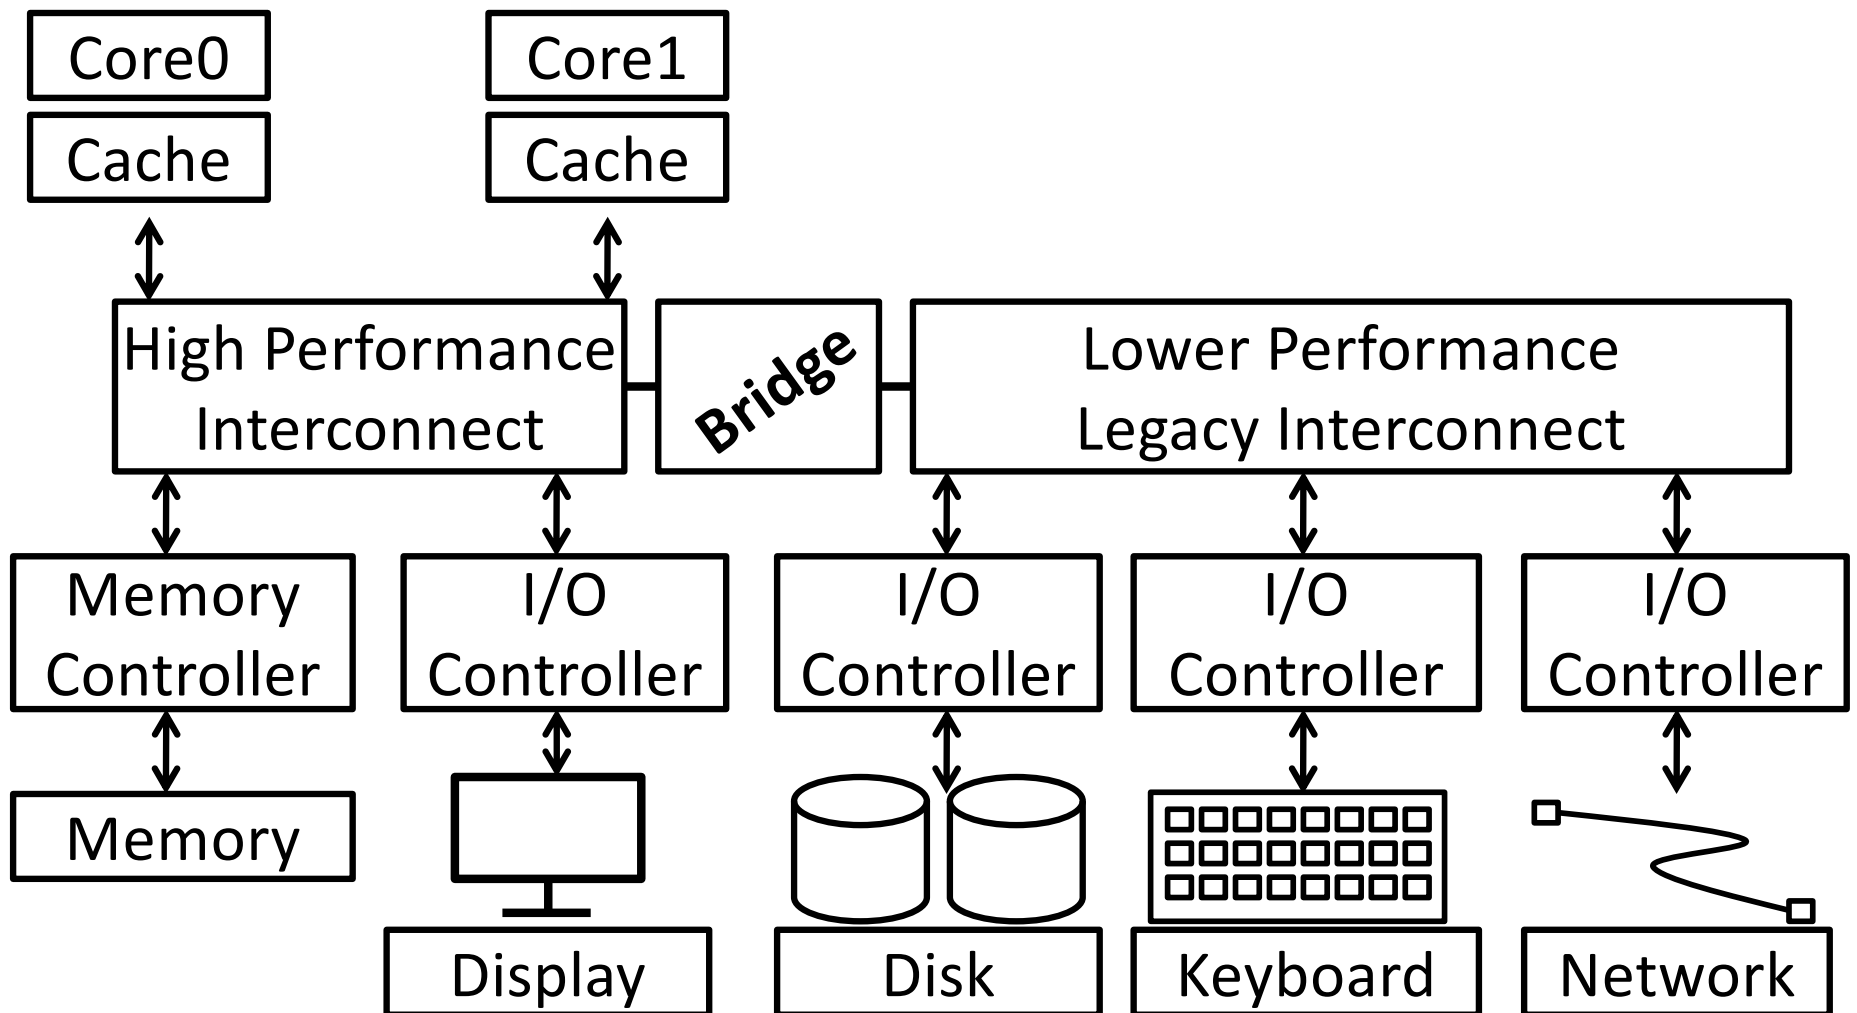 Core0
Core1
Cache
Cache
High Performance
Interconnect
Bridge
Lower Performance
Legacy Interconnect
Memory
Controller
I/O
Controller
I/O
Controller
I/O
Controller
I/O
Controller
Memory
Display
Disk
Keyboard
Network